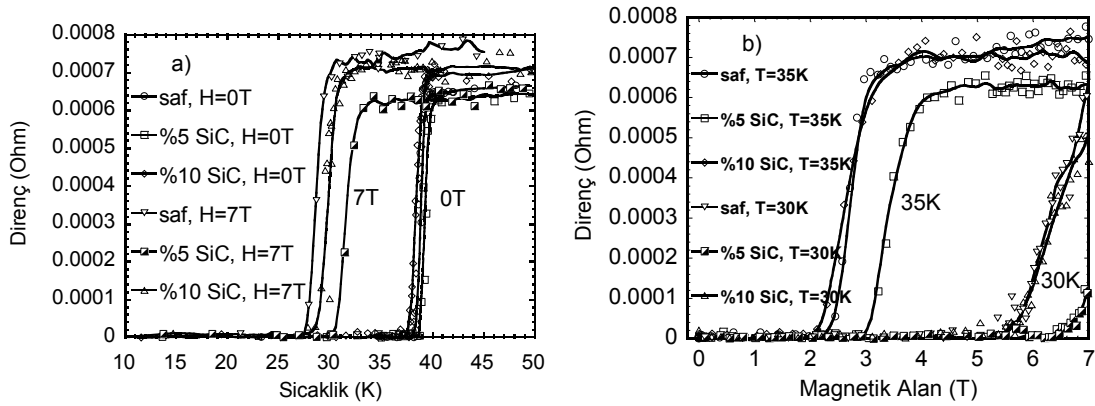 0.0008
0.0007
0.0006
0.0005
0.0004
0.0003
0.0002
0.0001
0
Direnç (Ohm)
a)
saf, H=0T
%5 SiC, H=0T
%10 SiC, H=0T
saf, H=7T
%5 SiC, H=7T
%10 SiC, H=7T
7T
0T
10 15 20 25 30 35 40 45 50
Sicaklik (K)
0.0008
0.0007
0.0006
0.0005
0.0004
0.0003
0.0002
0.0001
0
Direnç (Ohm)
b)
saf, T=35K
%5 SiC, T=35K
%10 SiC, T=35K
saf, T=30K
%5 SiC, T=30K
%10 SiC, T=30K
35K
30K
0 1 2 3 4 5 6 7
Magnetik Alan (T)